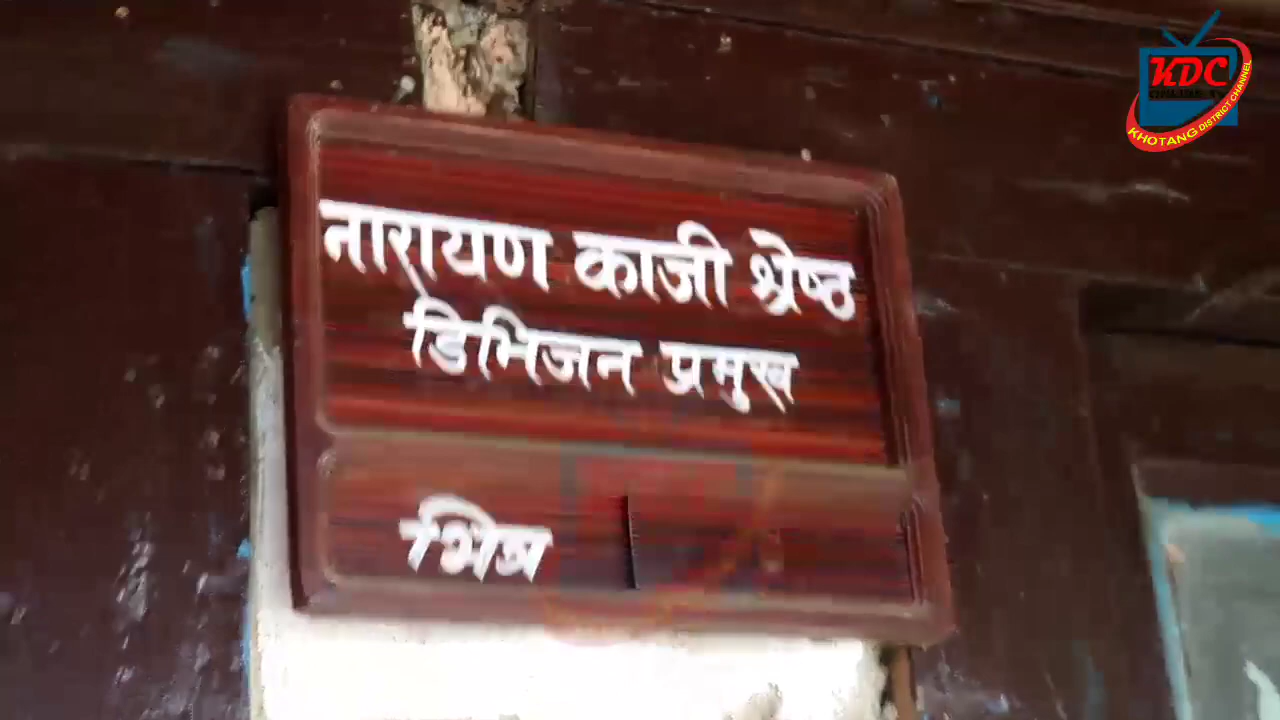 KDC
KHOTANG DISTRICT CHANNEL
नारायण काजी श्रेष्ठ
डिभिजन प्रमुख
भित्र